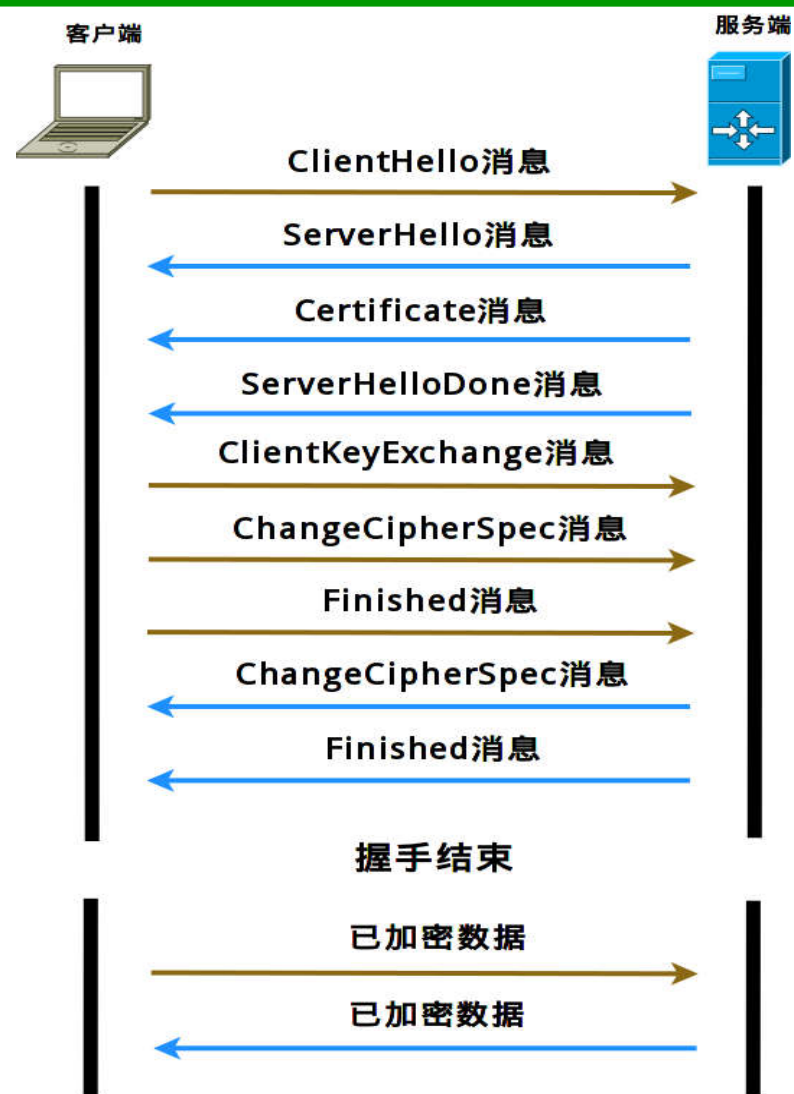 客户端
服务端
ClientHello消息
ServerHello消息
Certificate消息
ServerHelloDone消息
ClientKeyExchange消息
ChangeCipherSpec消息
Finished消息
ChangeCipherSpec消息
Finished消息
握手结束
已加密数据
已加密数据